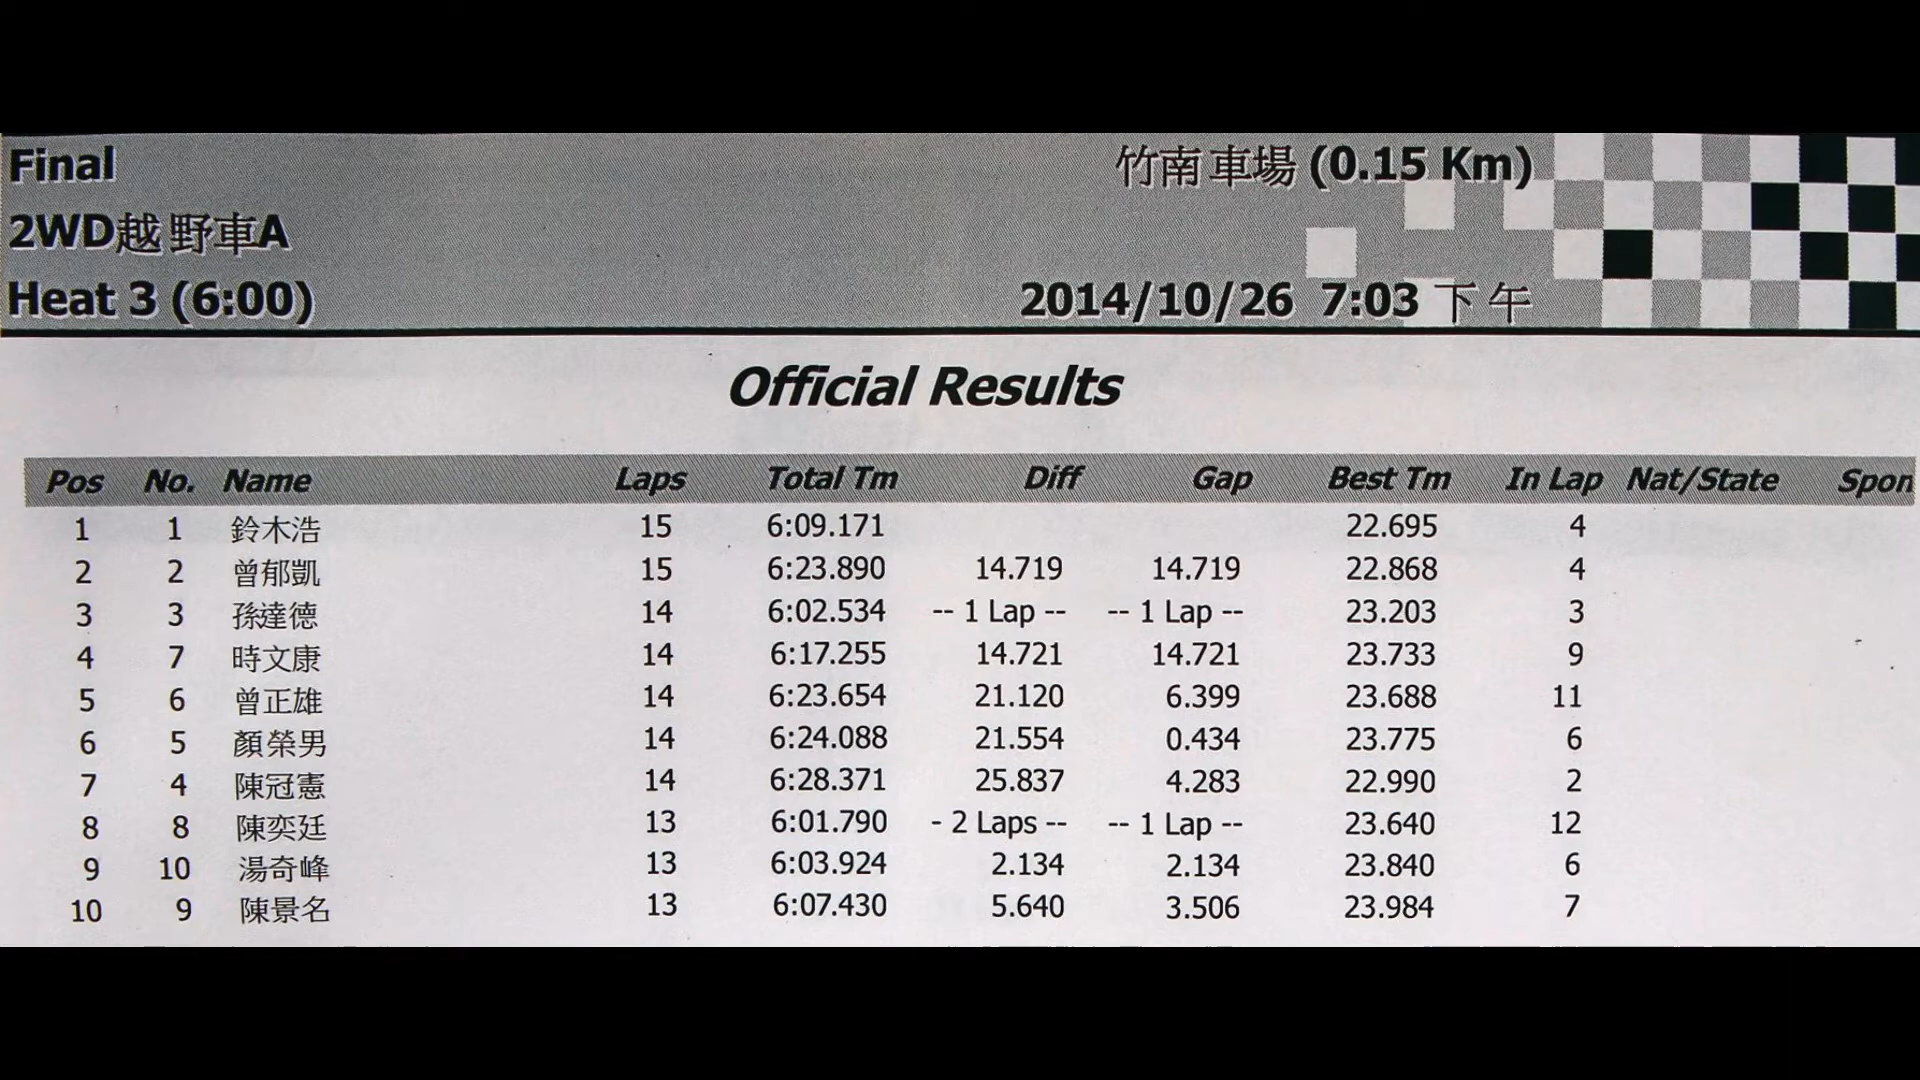 Final
竹南車場 (0.15 Km)
2WD越野車A
Heat 3 (6:00)
2014/10/26 7:03 下午
Official Results
Pos No. Name Laps Total Tm Diff Gap Best Tm In Lap Nat/State Spon
1 1 鈴木浩 15 6:09.171 22.695 4
2 2 曾郁凱 15 6:23.890 14.719 14.719 22.868 4
3 3 孫達德 14 6:02.534 -- 1 Lap -- -- 1 Lap -- 23.203 3
4 7 時文康 14 6:17.255 14.721 14.721 23.733 9
5 6 曾正雄 14 6:23.654 21.120 6.399 23.688 11
6 5 顏榮男 14 6:24.088 21.554 0.434 23.775 6
7 4 陳冠憲 14 6:28.371 25.837 4.283 22.990 2
8 8 陳奕廷 13 6:01.790 - 2 Laps -- -- 1 Lap -- 23.640 12
9 10 湯奇峰 13 6:03.924 2.134 2.134 23.840 6
10 9 陳景名 13 6:07.430 5.640 3.506 23.984 7